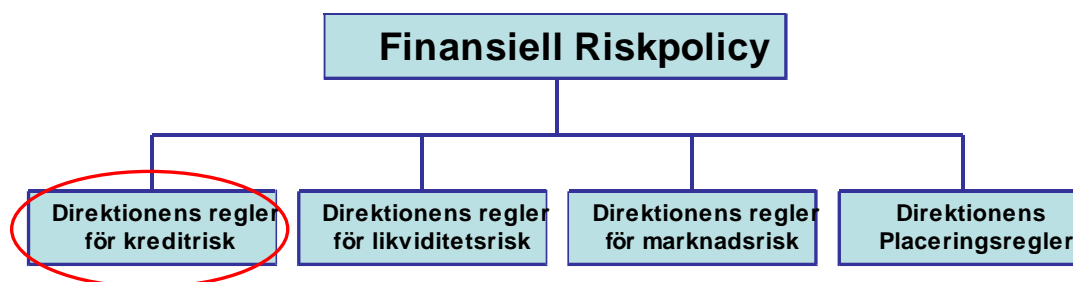 Finansiell Riskpolicy
Direktionens regler
för kreditrisk
Direktionens regler
för likviditetsrisk
Direktionens regler
för marknadsrisk
Direktionens
Placeringsregler